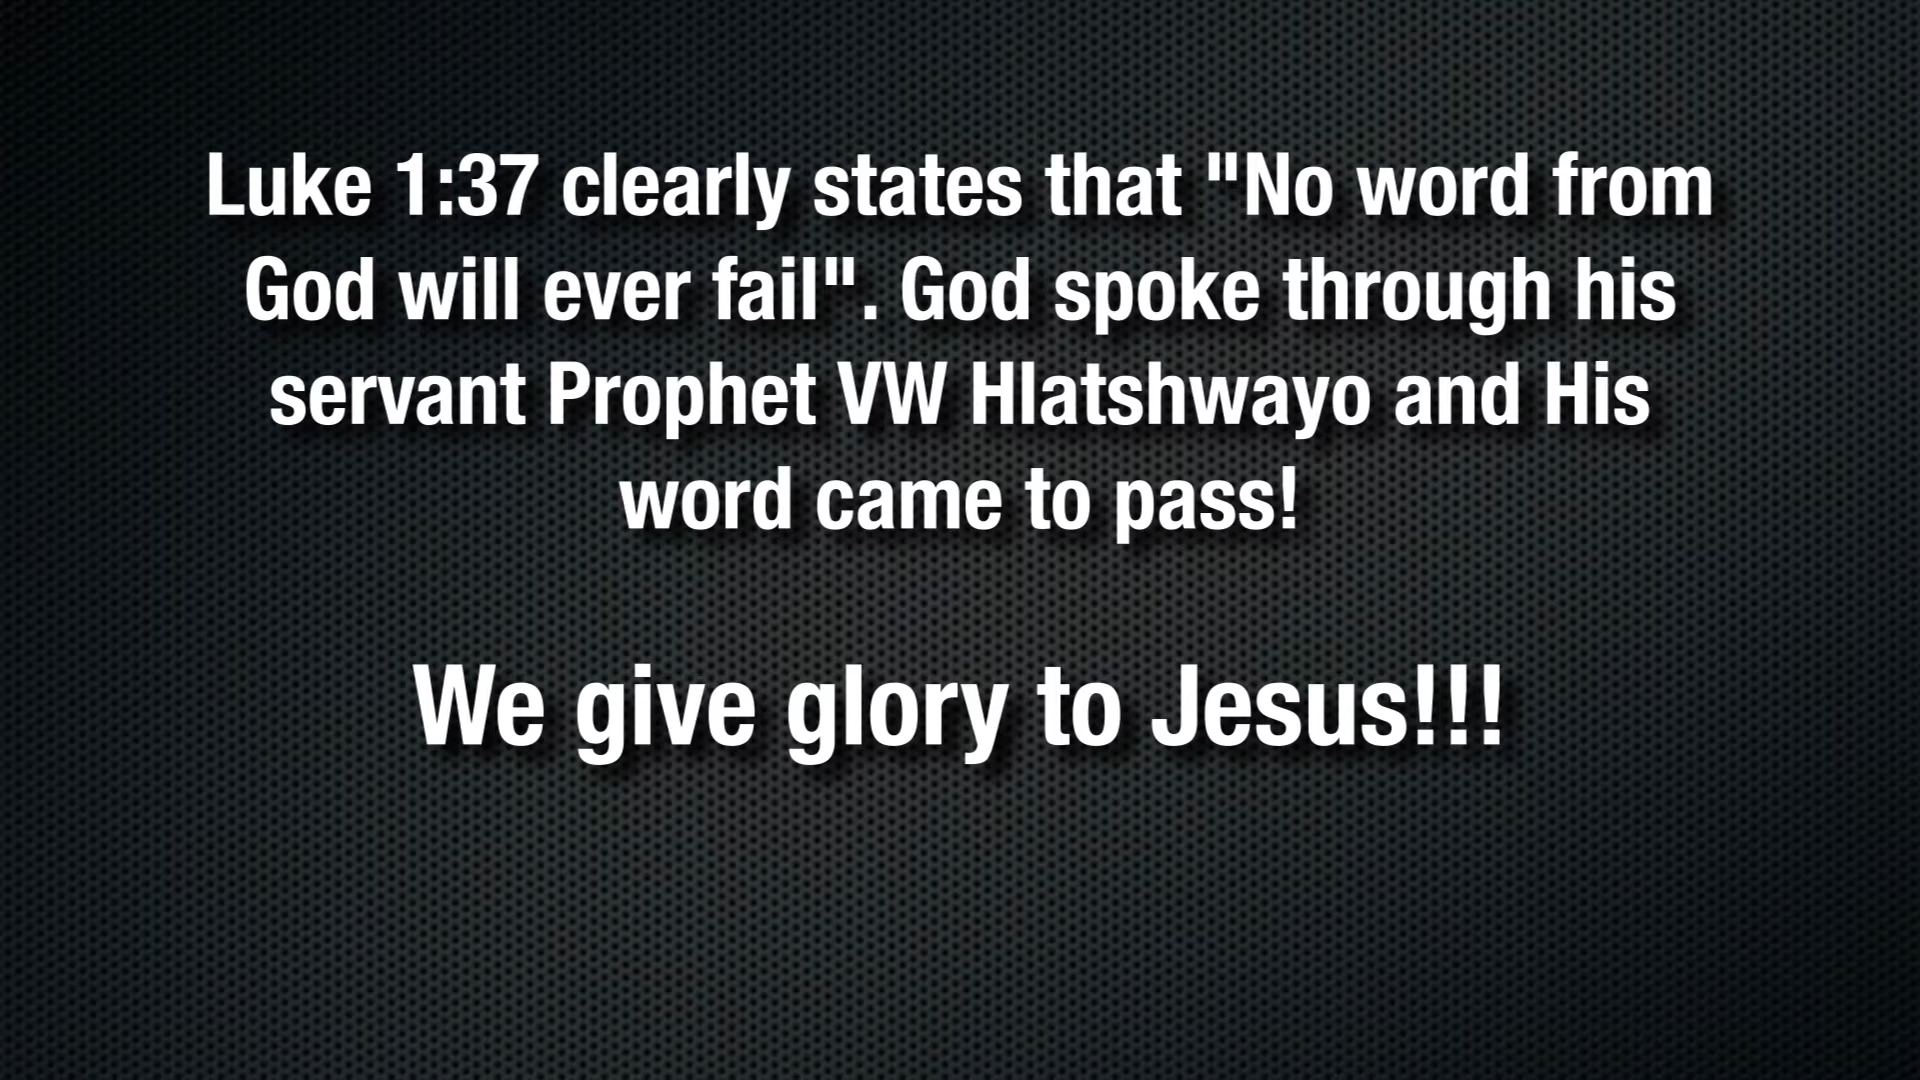 Luke 1:37 clearly states that "No word from
God will ever fail". God spoke through his
servant Prophet VW Hlatshwayo and His
word came to pass!
We give glory to Jesus!!!